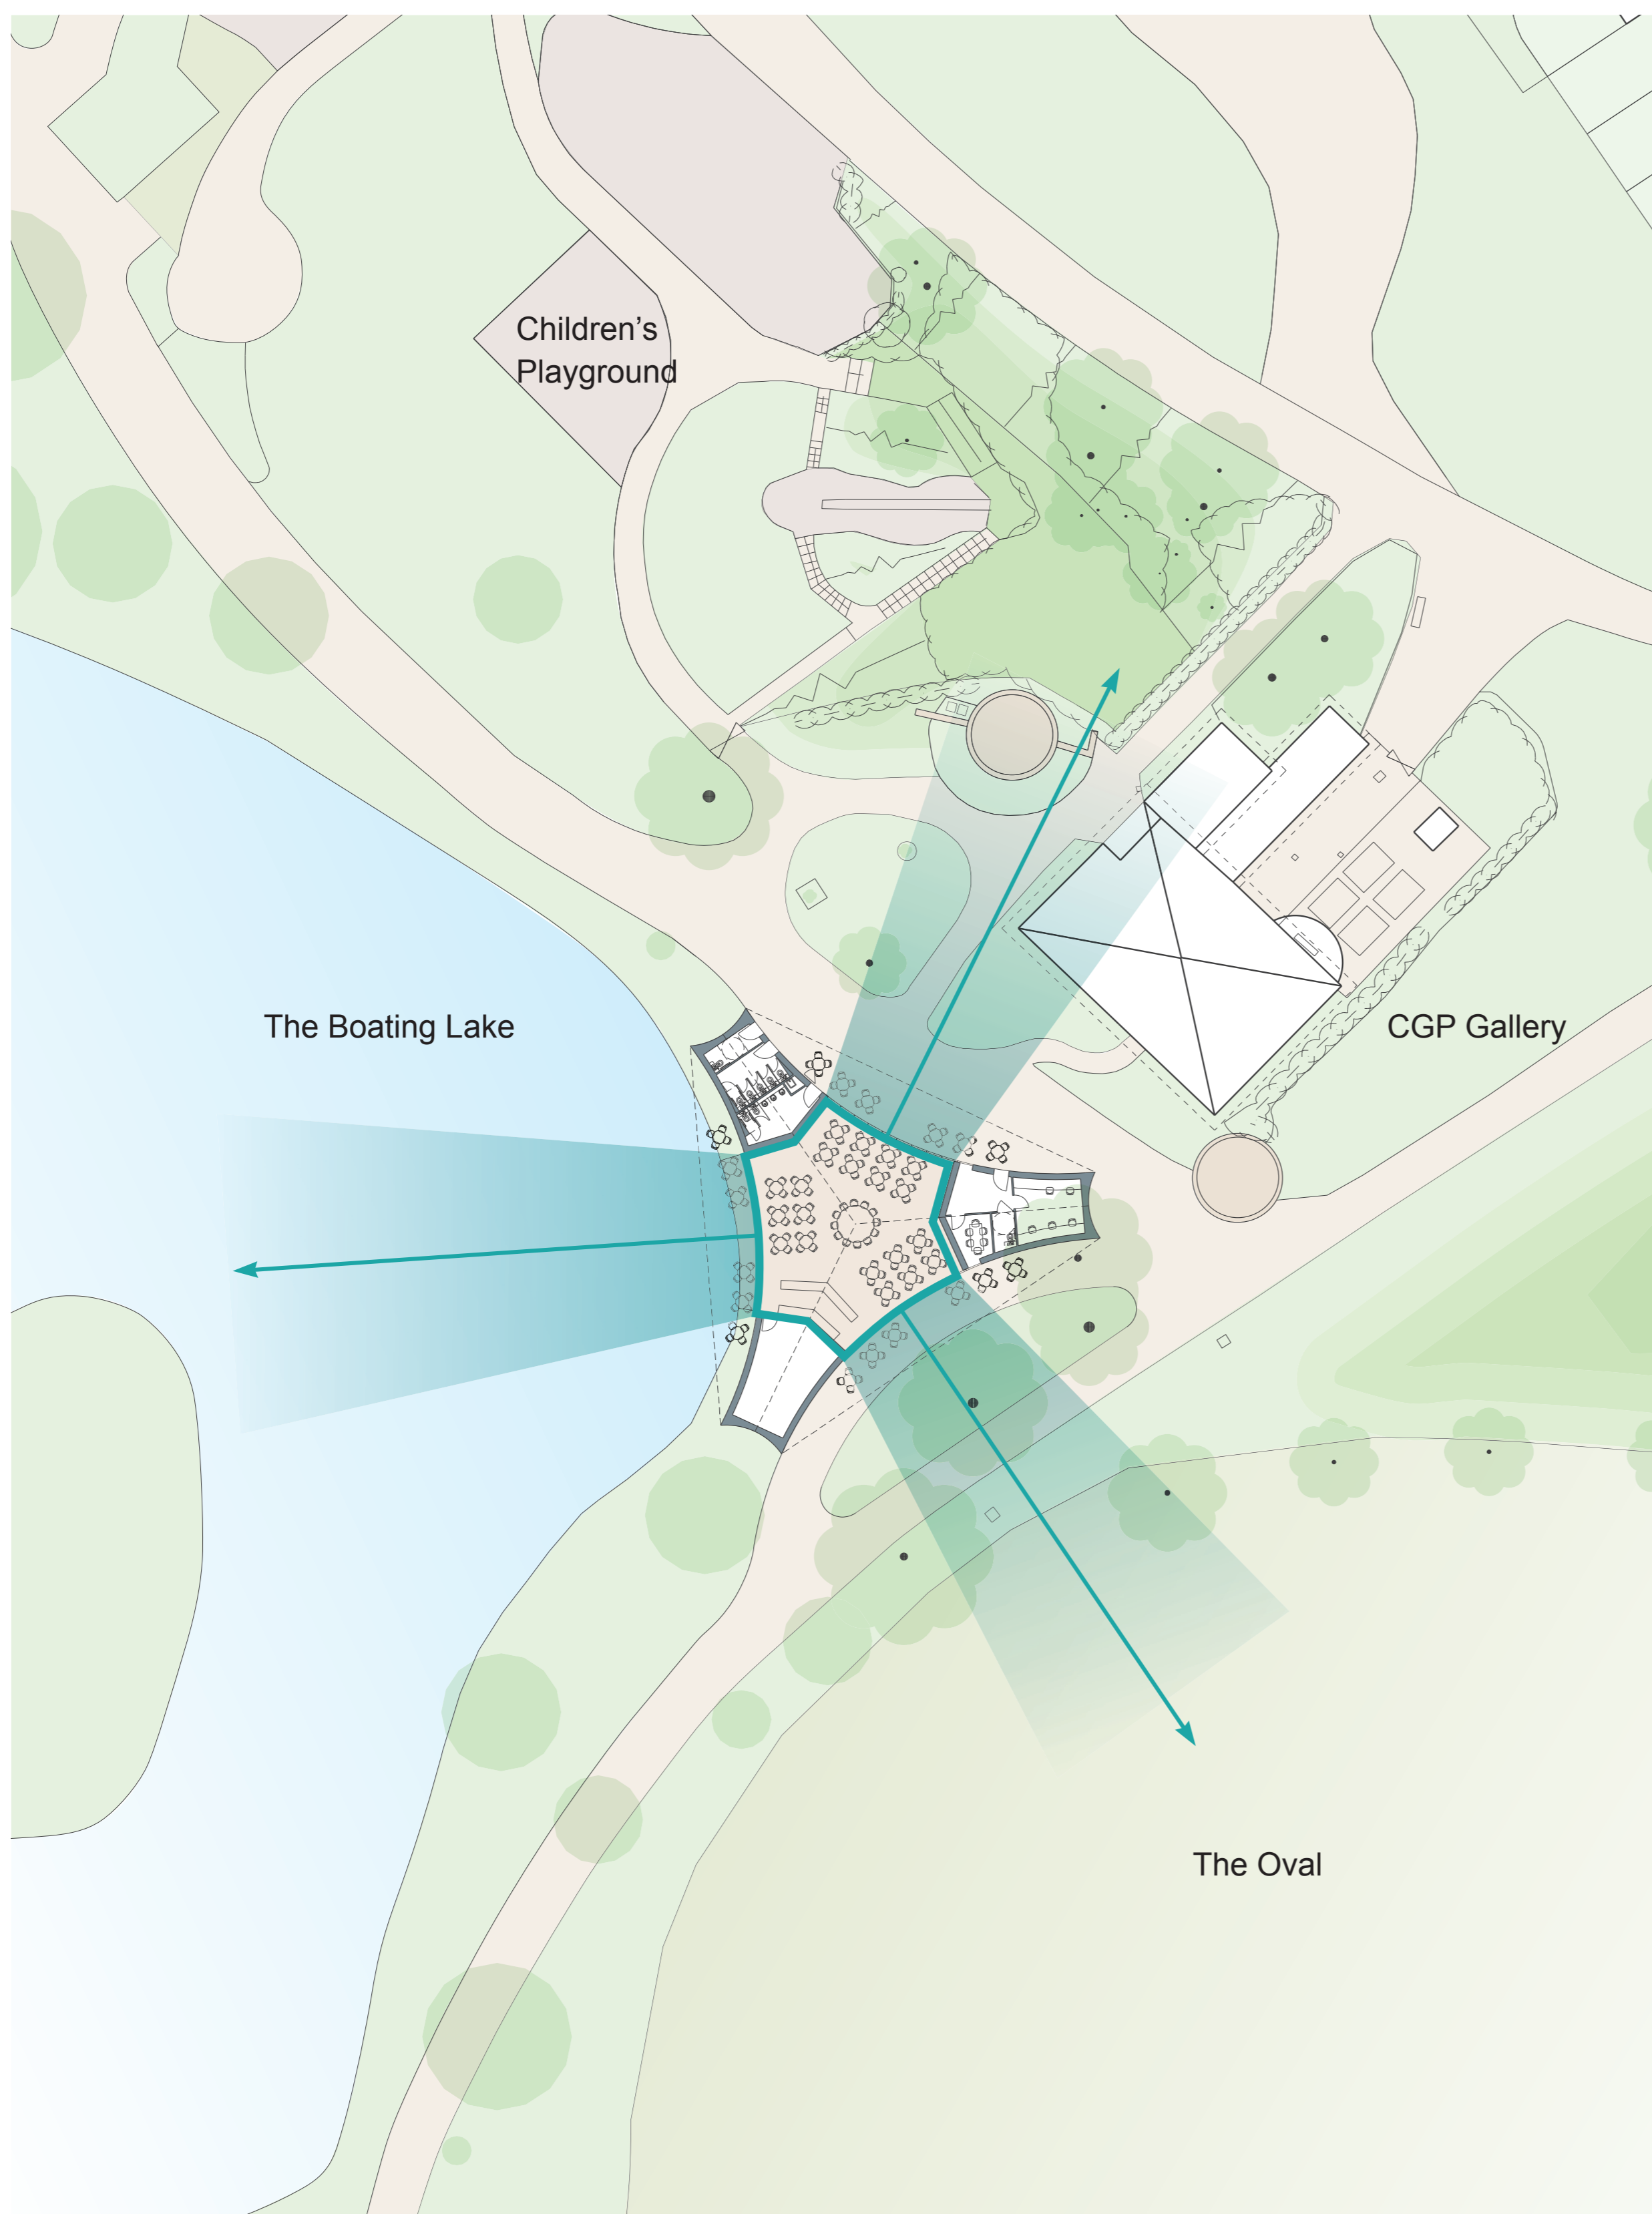 Children’s
Playground
The Boating Lake
CGP Gallery
The Oval